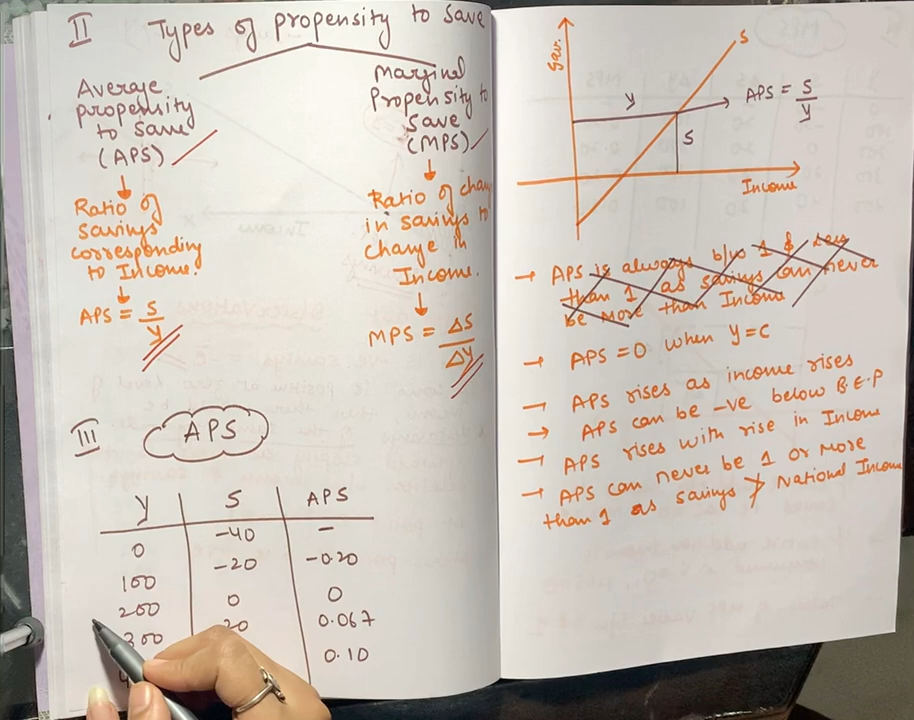 II Types of propensity to save
Average
propensity
to save
(APS)
Ratio of
savings
corresponding
to Income.
APS = S/Y
Marginal
Propensity to
Save
(MPS)
Ratio of chan
in savings to
change in
Income.
MPS = ΔS/ΔY
III APS
Y S APS
0 -40 -
100 -20 -0.20
200 0 0
300 20 0.067
0.10
Sav.
S
Y
APS = S/Y
S
Income
→ APS is always b/w 1 & less
than 1 as savings can never
be more than Income
→ APS = 0 when Y=C
→ APS rises as income rises
→ APS can be -ve below B.E.P
→ APS rises with rise in Income
→ APS can never be 1 or more
than 1 as savings ≯ National Income